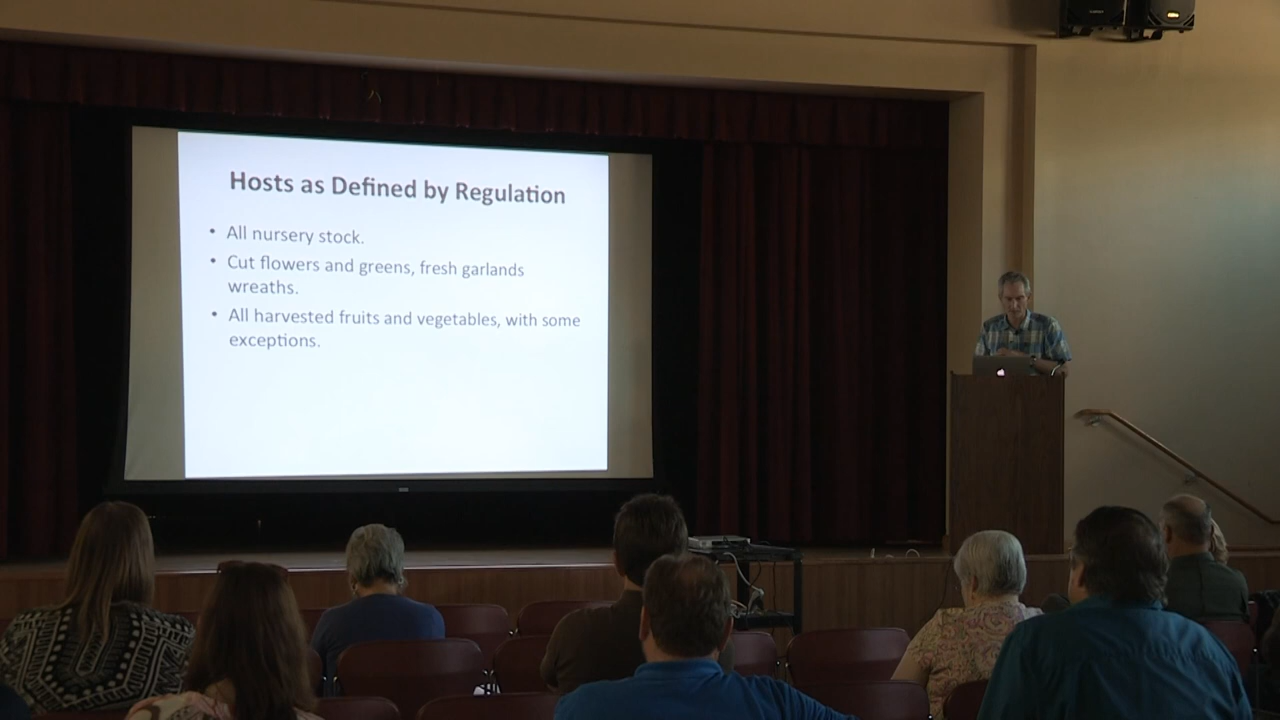 Hosts as Defined by Regulation
• All nursery stock.
• Cut flowers and greens, fresh garlands
wreaths.
• All harvested fruits and vegetables, with some
exceptions.